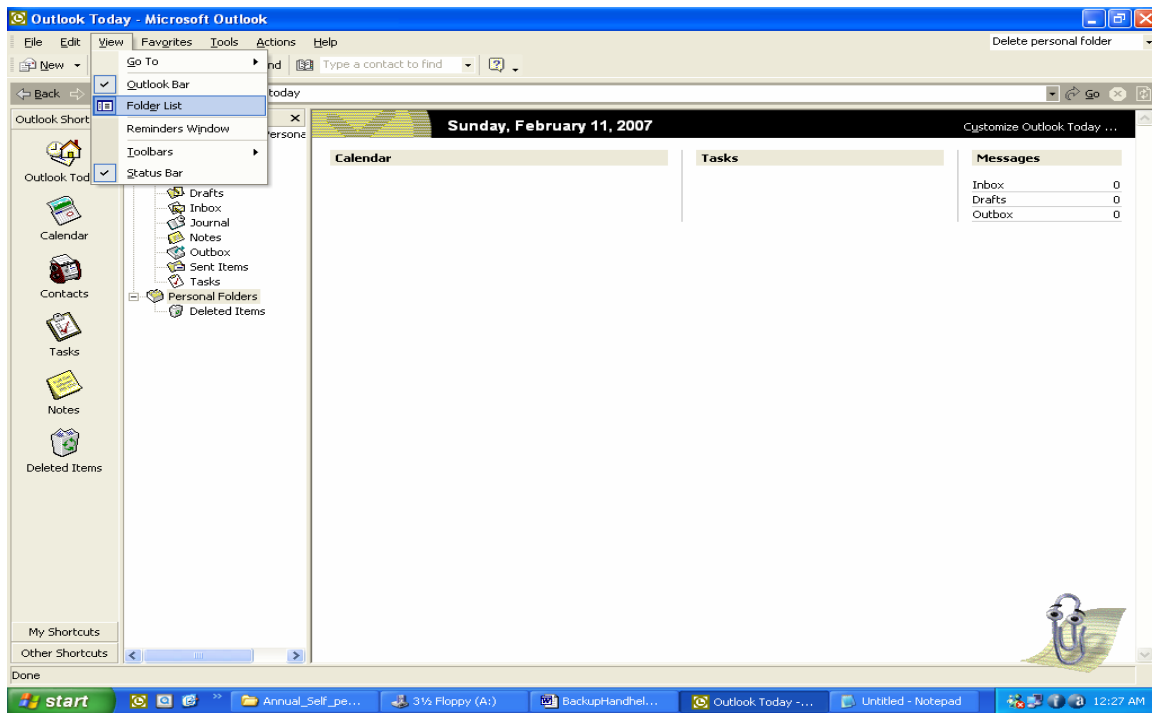 Outlook Today - Microsoft Outlook
File Edit View Favorites Tools Actions Help Delete personal folder
New nd Type a contact to find
Back today Go
Go To
Outlook Bar
Folder List
Reminders Window
Toolbars
Status Bar
Outlook Short
Outlook Tod
Calendar
Contacts
Tasks
Notes
Deleted Items
My Shortcuts
Other Shortcuts
Persona
Drafts
Inbox
Journal
Notes
Outbox
Sent Items
Tasks
Personal Folders
Deleted Items
Sunday, February 11, 2007 Customize Outlook Today ...
Calendar Tasks Messages
Inbox 0
Drafts 0
Outbox 0
Done
start Annual_Self_pe... 3½ Floppy (A:) BackupHandhel... Outlook Today -... Untitled - Notepad 12:27 AM